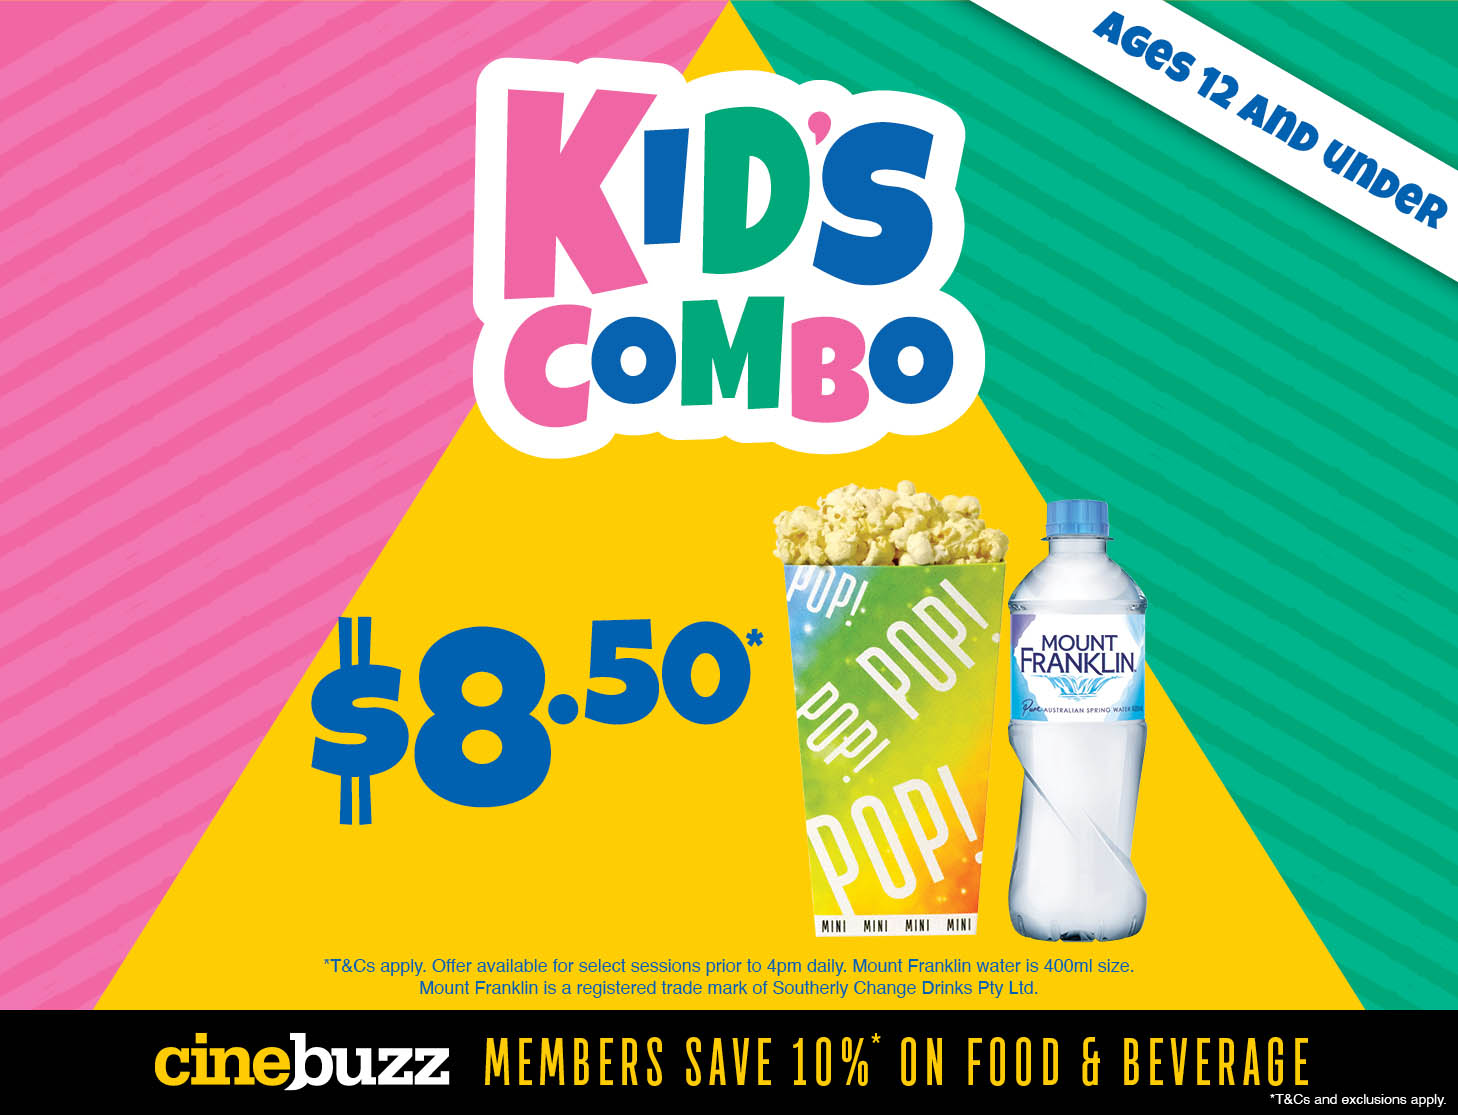 AGES 12 AND UNDER
KID'S
COMBO
$8.50*
POP!
POP!
POP!
POP!
MINI MINI MINI MINI
MOUNT
FRANKLIN
Pure AUSTRALIAN SPRING WATER
*T&Cs apply. Offer available for select sessions prior to 4pm daily. Mount Franklin water is 400ml size.
Mount Franklin is a registered trade mark of Southerly Change Drinks Pty Ltd.
cinebuzz MEMBERS SAVE 10%* ON FOOD & BEVERAGE
*T&Cs and exclusions apply.